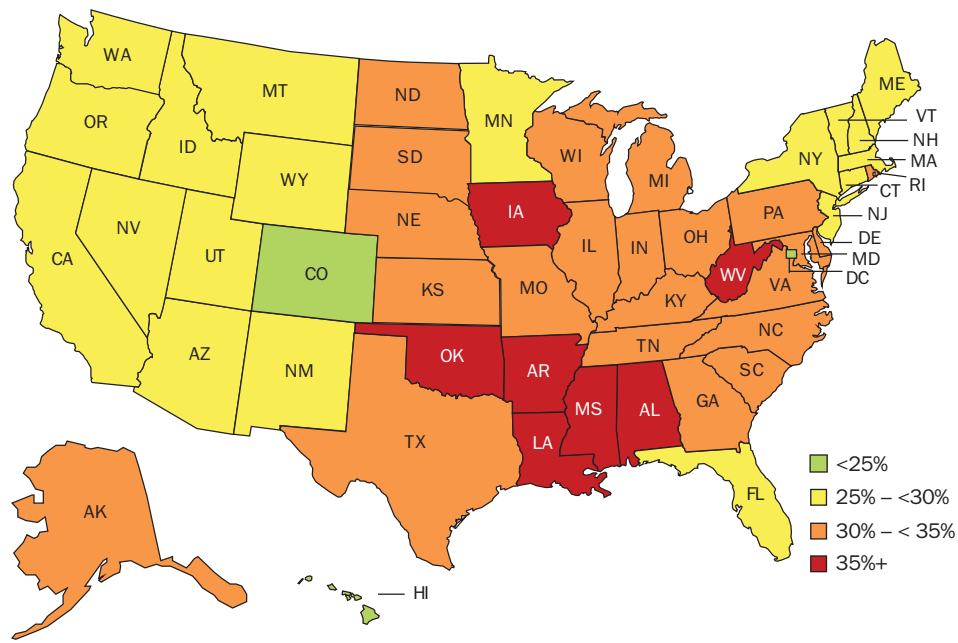 WA
MT
ND
MN
ME
VT
OR
ID
SD
WI
NH
WY
MI
NY
MA
RI
CT
IA
NE
PA
NJ
NV
UT
IL
IN
OH
DE
MD
CA
CO
WV
DC
KS
MO
VA
KY
NC
TN
AZ
NM
OK
AR
SC
MS
AL
GA
TX
LA
<25%
FL
25% – <30%
AK
30% – < 35%
35%+
HI